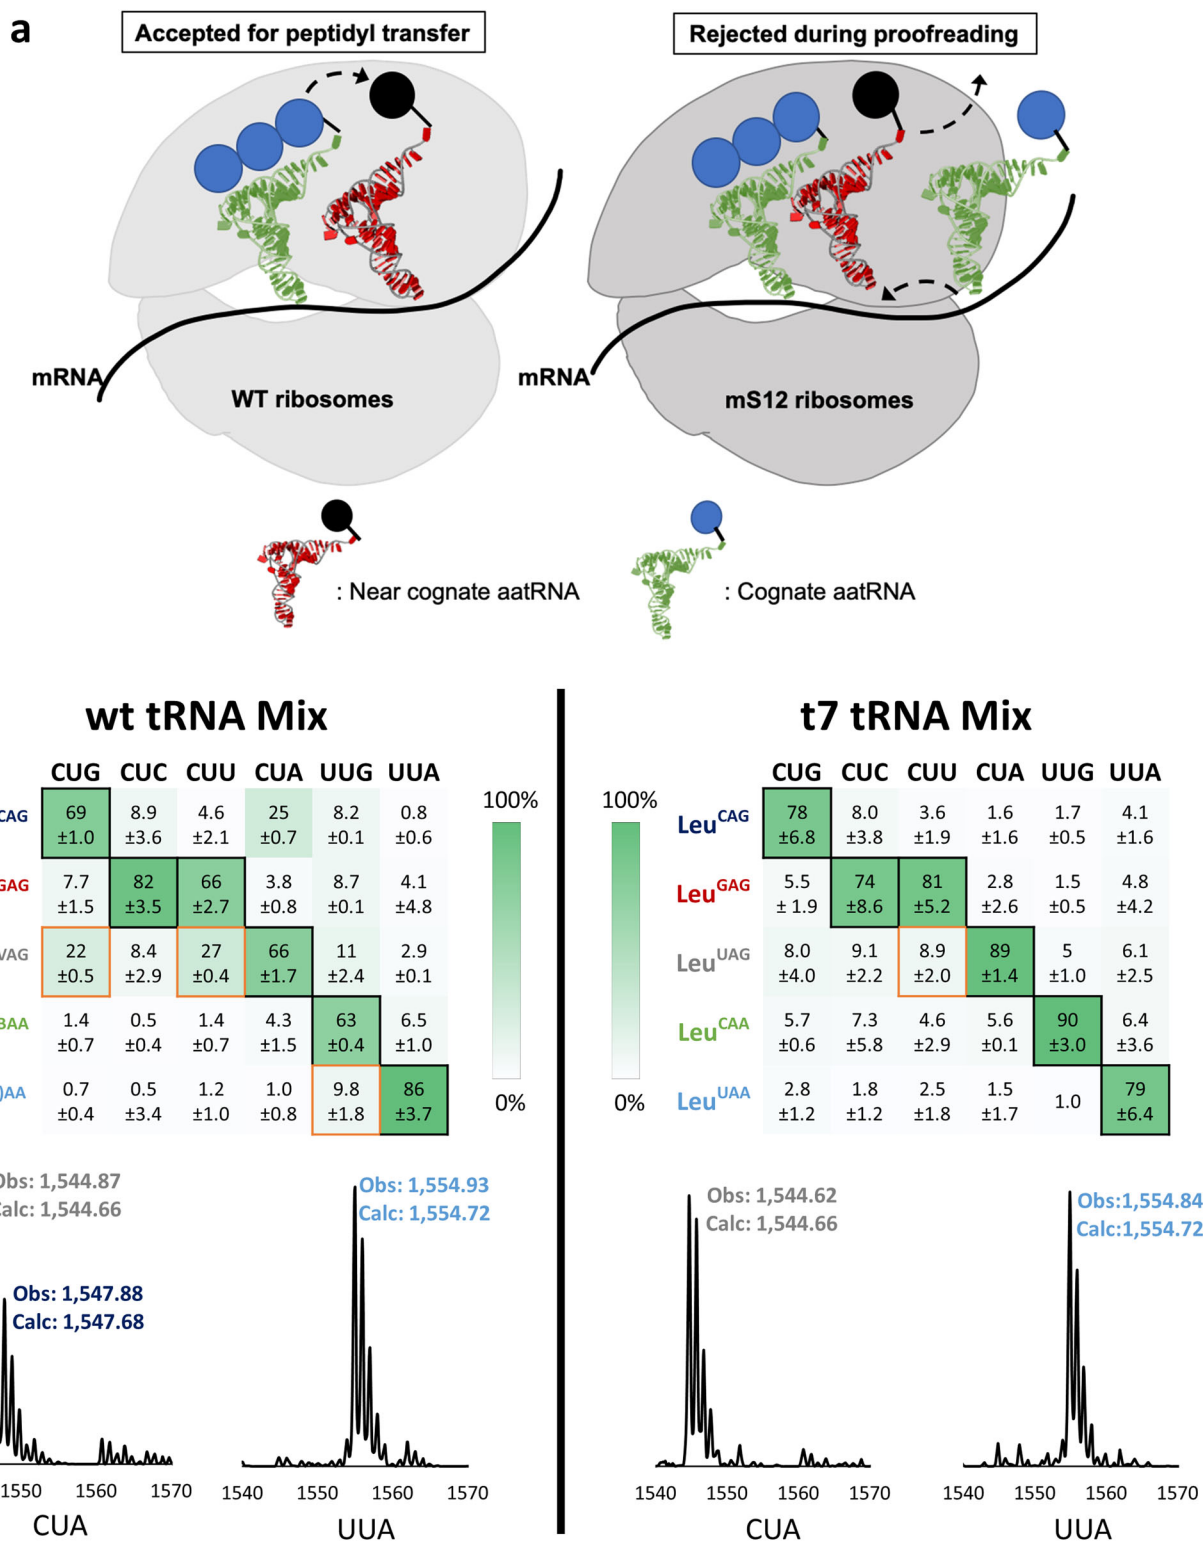 a
Accepted for peptidyl transfer
Rejected during proofreading
mRNA
WT ribosomes
mRNA
mS12 ribosomes
: Near cognate aatRNA
: Cognate aatRNA
wt tRNA Mix
CUG CUC CUU CUA UUG UUA
CAG 69 ±1.0 8.9 ±3.6 4.6 ±2.1 25 ±0.7 8.2 ±0.1 0.8 ±0.6
GAG 7.7 ±1.5 82 ±3.5 66 ±2.7 3.8 ±0.8 8.7 ±0.1 4.1 ±4.8
VAG 22 ±0.5 8.4 ±2.9 27 ±0.4 66 ±1.7 11 ±2.4 2.9 ±0.1
BAA 1.4 ±0.7 0.5 ±0.4 1.4 ±0.7 4.3 ±1.5 63 ±0.4 6.5 ±1.0
)AA 0.7 ±0.4 0.5 ±3.4 1.2 ±1.0 1.0 ±0.8 9.8 ±1.8 86 ±3.7
100%
0%
t7 tRNA Mix
100%
0%
CUG CUC CUU CUA UUG UUA
Leu CAG 78 ±6.8 8.0 ±3.8 3.6 ±1.9 1.6 ±1.6 1.7 ±0.5 4.1 ±1.6
Leu GAG 5.5 ± 1.9 74 ±8.6 81 ±5.2 2.8 ±2.6 1.5 ±0.5 4.8 ±4.2
Leu UAG 8.0 ±4.0 9.1 ±2.2 8.9 ±2.0 89 ±1.4 5 ±1.0 6.1 ±2.5
Leu CAA 5.7 ±0.6 7.3 ±5.8 4.6 ±2.9 5.6 ±0.1 90 ±3.0 6.4 ±3.6
Leu UAA 2.8 ±1.2 1.8 ±1.2 2.5 ±1.8 1.5 ±1.7 1.0 79 ±6.4
Obs: 1,544.87
Calc: 1,544.66
Obs: 1,547.88
Calc: 1,547.68
1550 1560 1570
CUA
Obs: 1,554.93
Calc: 1,554.72
1540 1550 1560 1570
UUA
Obs: 1,544.62
Calc: 1,544.66
1540 1550 1560 1570
CUA
Obs:1,554.84
Calc:1,554.72
1540 1550 1560 1570
UUA